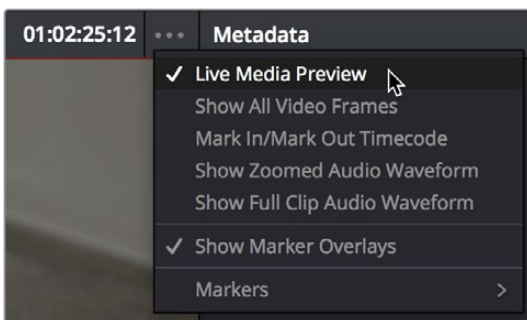 01:02:25:12 ••• Metadata
✓ Live Media Preview
Show All Video Frames
Mark In/Mark Out Timecode
Show Zoomed Audio Waveform
Show Full Clip Audio Waveform
✓ Show Marker Overlays
Markers >